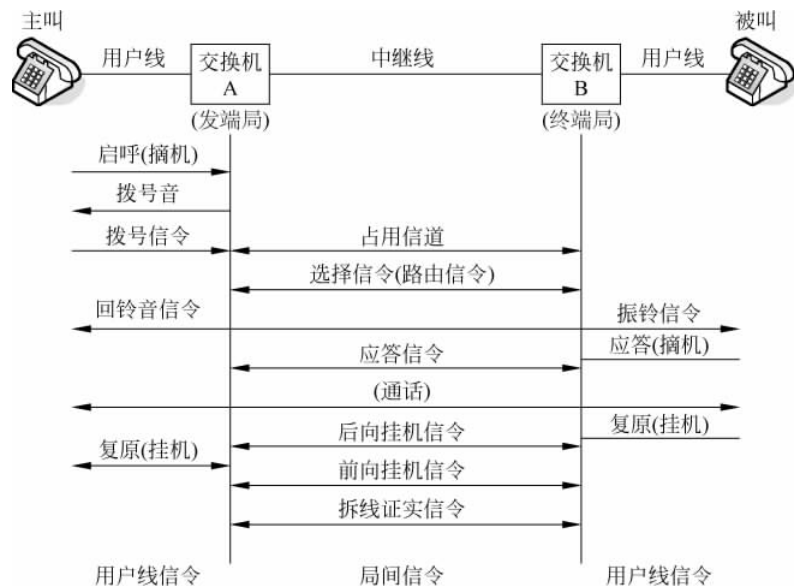 主叫
被叫
用户线
交换机
A
中继线
交换机
B
用户线
(发端局)
(终端局)
启呼(摘机)
拨号音
拨号信令
占用信道
选择信令(路由信令)
回铃音信令
振铃信令
应答信令
应答(摘机)
(通话)
后向挂机信令
复原(挂机)
复原(挂机)
前向挂机信令
拆线证实信令
用户线信令
局间信令
用户线信令